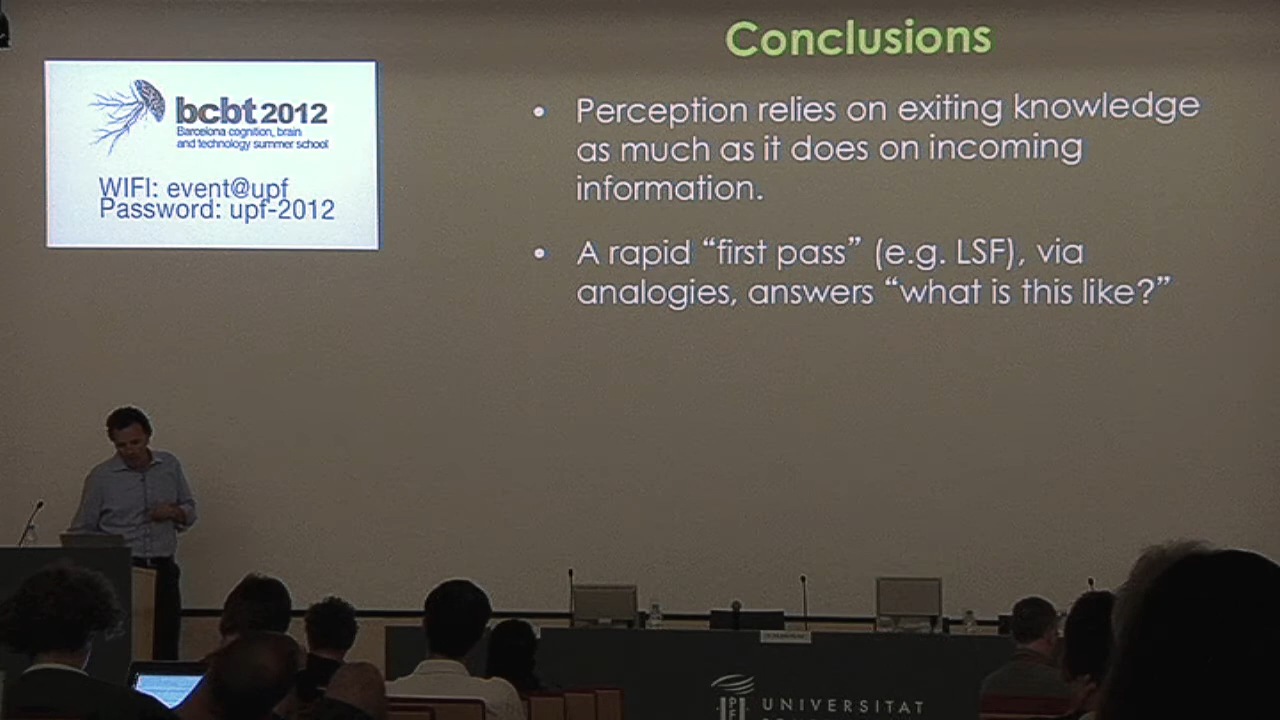 bcbt 2012
Barcelona cognition, brain
and technology summer school
WIFI: event@upf
Password: upf-2012
Conclusions
• Perception relies on exiting knowledge
as much as it does on incoming
information.
• A rapid “first pass” (e.g. LSF), via
analogies, answers “what is this like?”
UNIVERSITAT